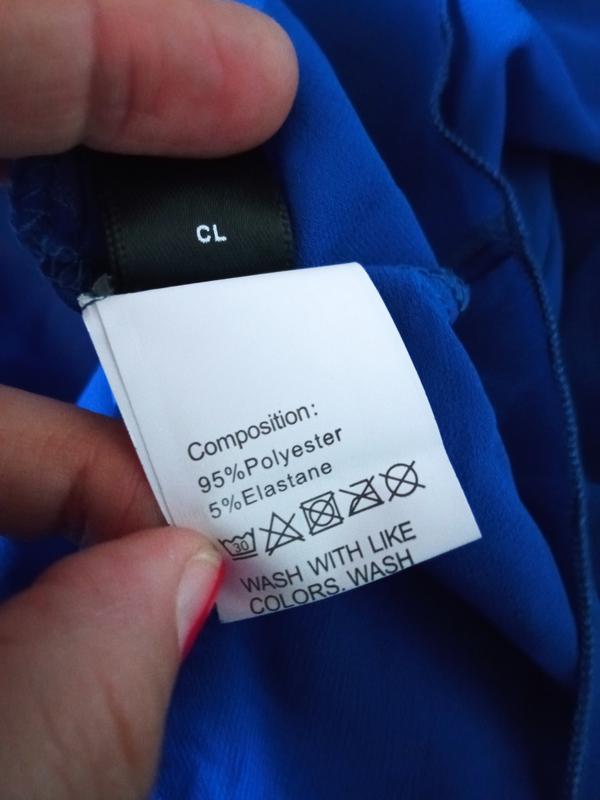 CL
Composition:
95%Polyester
5%Elastane
30
WASH WITH LIKE
COLORS. WASH